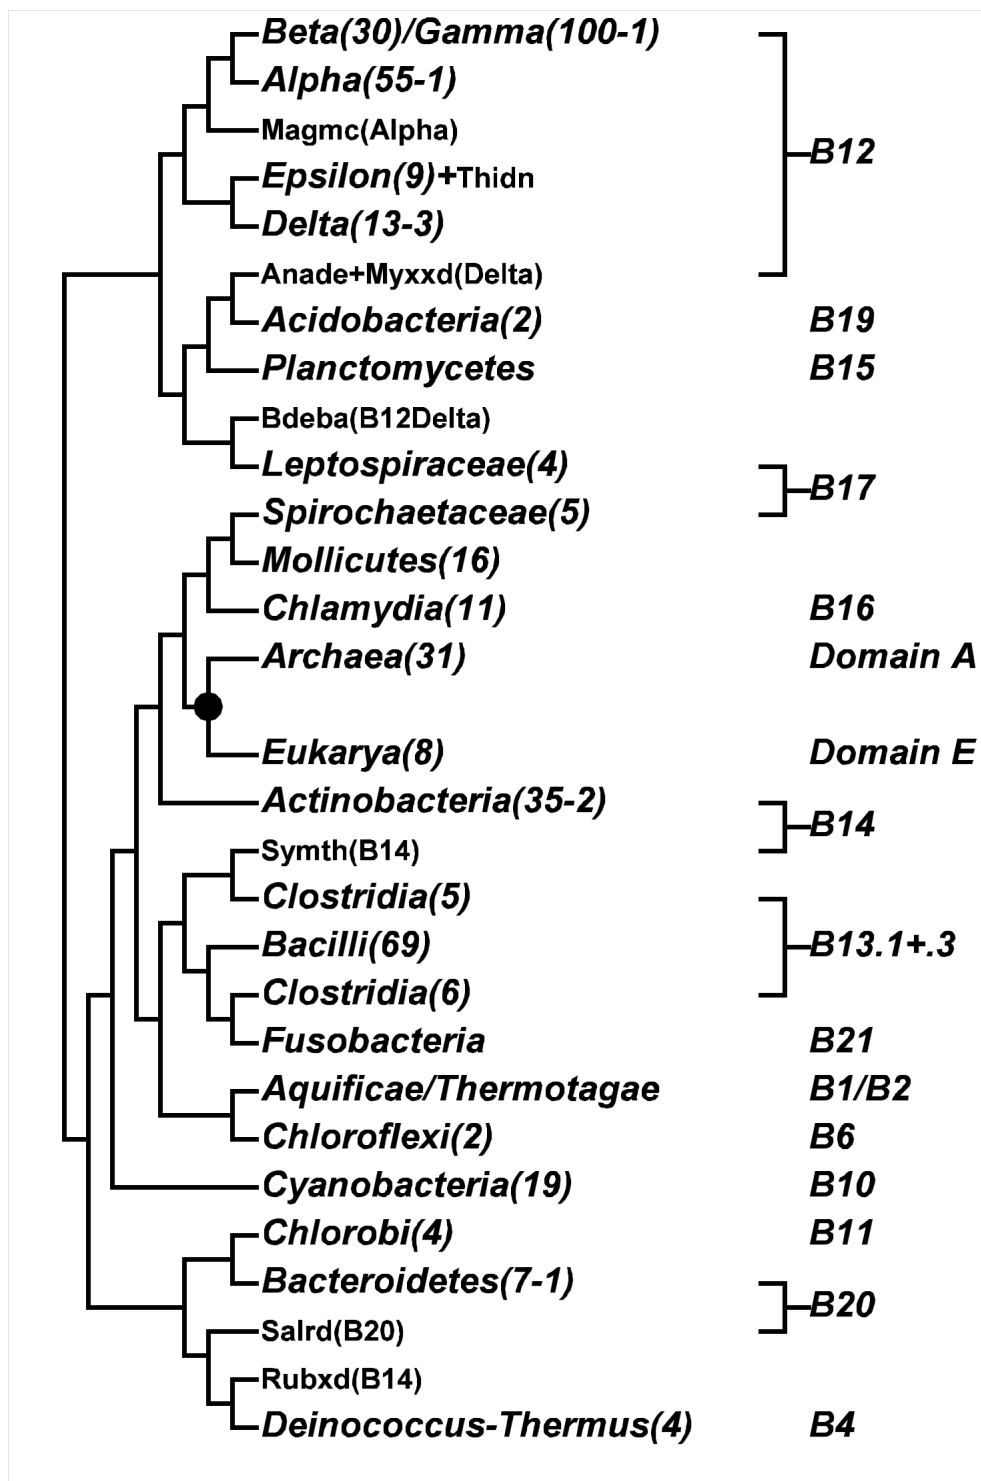 Beta(30)/Gamma(100-1)
Alpha(55-1)
Magmc(Alpha)
B12
Epsilon(9)+Thidn
Delta(13-3)
Anade+Myxxd(Delta)
Acidobacteria(2) B19
Planctomycetes B15
Bdeba(B12Delta)
Leptospiraceae(4)
B17
Spirochaetaceae(5)
Mollicutes(16)
Chlamydia(11) B16
Archaea(31) Domain A
Eukarya(8) Domain E
Actinobacteria(35-2)
B14
Symth(B14)
Clostridia(5)
Bacilli(69) B13.1+.3
Clostridia(6)
Fusobacteria B21
Aquificae/Thermotagae B1/B2
Chloroflexi(2) B6
Cyanobacteria(19) B10
Chlorobi(4) B11
Bacteroidetes(7-1)
B20
Salrd(B20)
Rubxd(B14)
Deinococcus-Thermus(4) B4